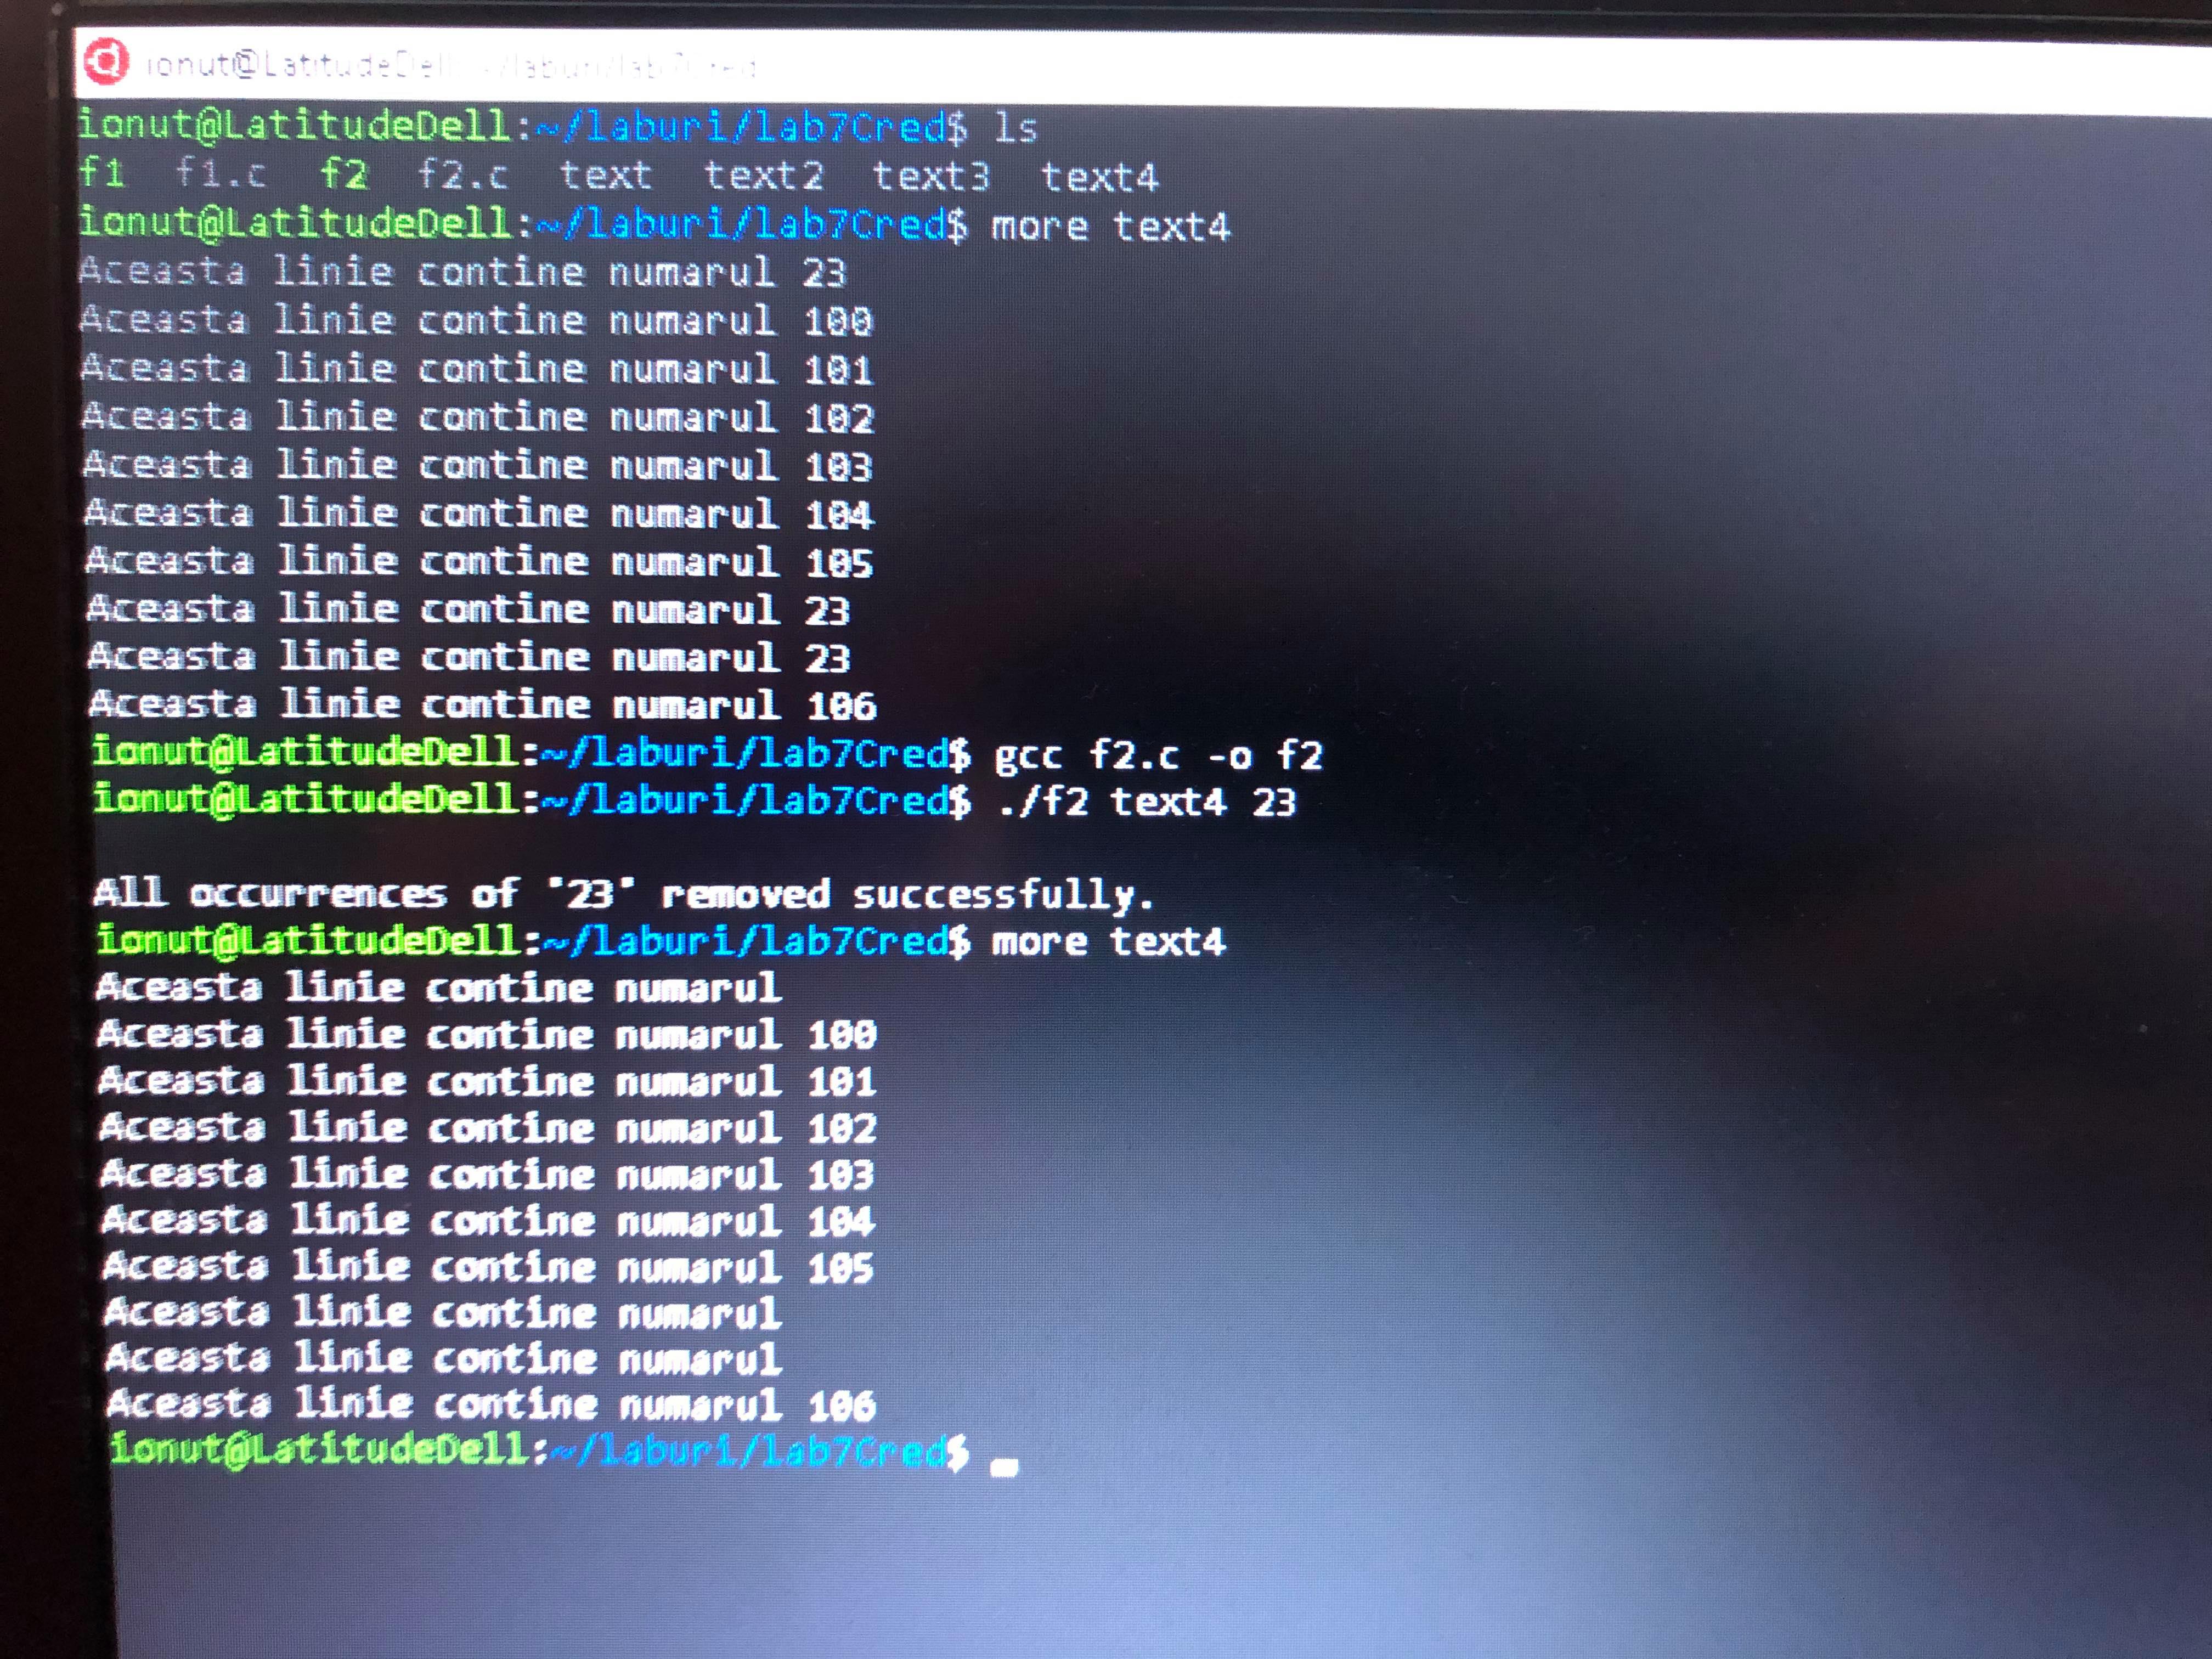 ionut@LatitudeDell: ~/laburi/lab7Cred
ionut@LatitudeDell:~/laburi/lab7Cred$ ls
f1  f1.c  f2  f2.c  text  text2  text3  text4
ionut@LatitudeDell:~/laburi/lab7Cred$ more text4
Aceasta linie contine numarul 23
Aceasta linie contine numarul 100
Aceasta linie contine numarul 101
Aceasta linie contine numarul 102
Aceasta linie contine numarul 103
Aceasta linie contine numarul 104
Aceasta linie contine numarul 105
Aceasta linie contine numarul 23
Aceasta linie contine numarul 23
Aceasta linie contine numarul 106
ionut@LatitudeDell:~/laburi/lab7Cred$ gcc f2.c -o f2
ionut@LatitudeDell:~/laburi/lab7Cred$ ./f2 text4 23
All occurrences of '23' removed successfully.
ionut@LatitudeDell:~/laburi/lab7Cred$ more text4
Aceasta linie contine numarul
Aceasta linie contine numarul 100
Aceasta linie contine numarul 101
Aceasta linie contine numarul 102
Aceasta linie contine numarul 103
Aceasta linie contine numarul 104
Aceasta linie contine numarul 105
Aceasta linie contine numarul
Aceasta linie contine numarul
Aceasta linie contine numarul 106
ionut@LatitudeDell:~/laburi/lab7Cred$